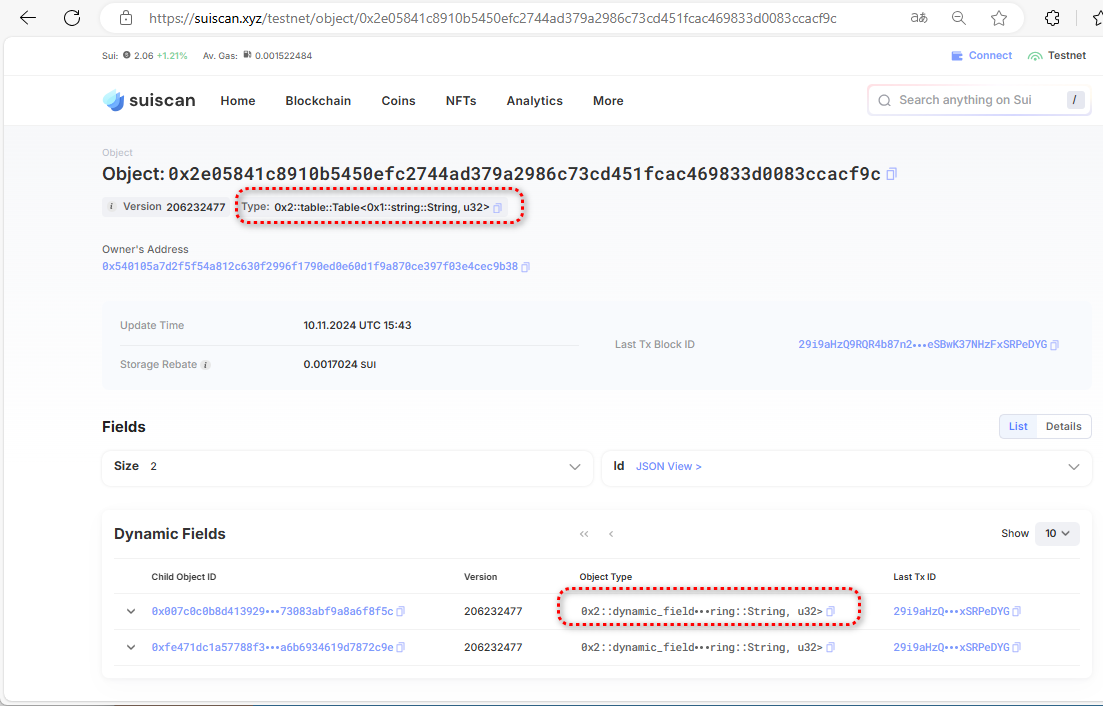 https://suiscan.xyz/testnet/object/0x2e05841c8910b5450efc2744ad379a2986c73cd451fcac469833d0083ccacf9c
Sui: 2.06 +1.21% Av. Gas: 0.001522484 Connect Testnet
suiscan Home Blockchain Coins NFTs Analytics More Search anything on Sui /
Object
Object: 0x2e05841c8910b5450efc2744ad379a2986c73cd451fcac469833d0083ccacf9c
i Version 206232477 Type: 0x2::table::Table<0x1::string::String, u32>
Owner's Address
0x540105a7d2f5f54a812c630f2996f1790ed0e60d1f9a870ce397f03e4cec9b38
Update Time 10.11.2024 UTC 15:43
Last Tx Block ID 29i9aHzQ9RQR4b87n2•••eSBwK37NHzFxSRPeDYG
Storage Rebate i 0.0017024 SUI
Fields List Details
Size 2 Id JSON View >
Dynamic Fields Show 10
Child Object ID Version Object Type Last Tx ID
0x007c0c0b8d413929•••73083abf9a8a6f8f5c 206232477 0x2::dynamic_field•••ring::String, u32> 29i9aHzQ•••xSRPeDYG
0xfe471dc1a57788f3•••a6b6934619d7872c9e 206232477 0x2::dynamic_field•••ring::String, u32> 29i9aHzQ•••xSRPeDYG